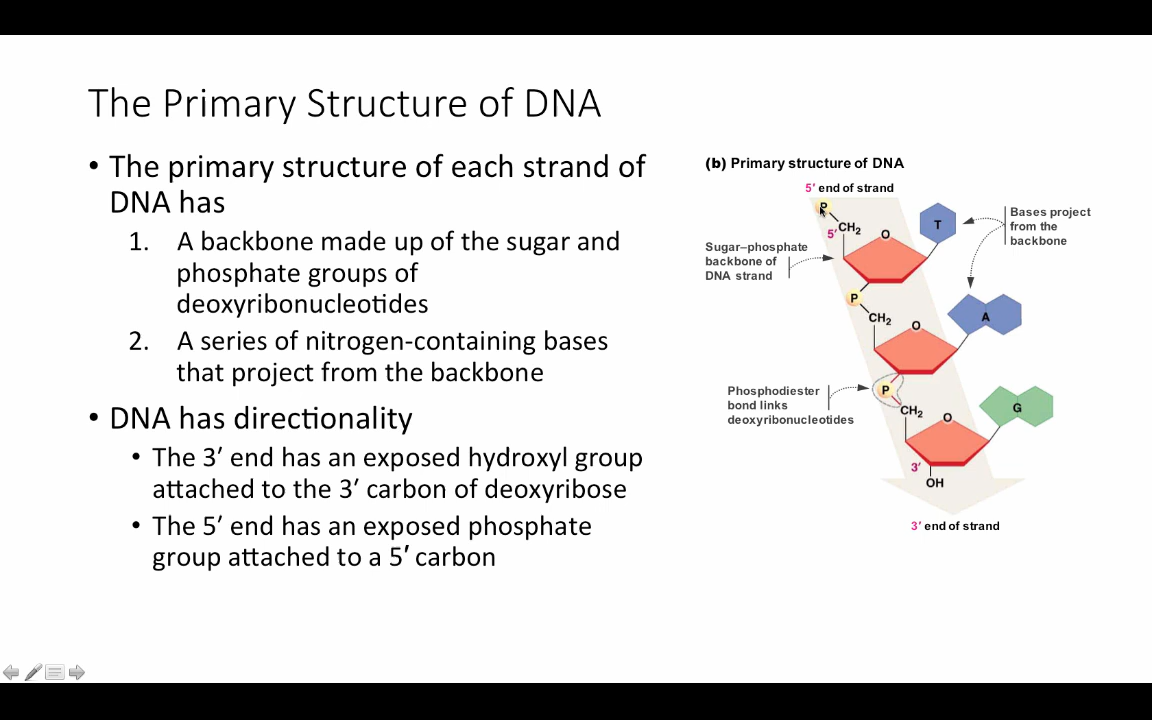 The Primary Structure of DNA
• The primary structure of each strand of
DNA has
1. A backbone made up of the sugar and
phosphate groups of
deoxyribonucleotides
2. A series of nitrogen-containing bases
that project from the backbone
• DNA has directionality
• The 3′ end has an exposed hydroxyl group
attached to the 3′ carbon of deoxyribose
• The 5′ end has an exposed phosphate
group attached to a 5′ carbon
(b) Primary structure of DNA
5′ end of strand
P
CH2
5′
O
T
Bases project
from the
backbone
Sugar–phosphate
backbone of
DNA strand
P
CH2
O
A
Phosphodiester
bond links
deoxyribonucleotides
P
CH2
O
G
3′
OH
3′ end of strand